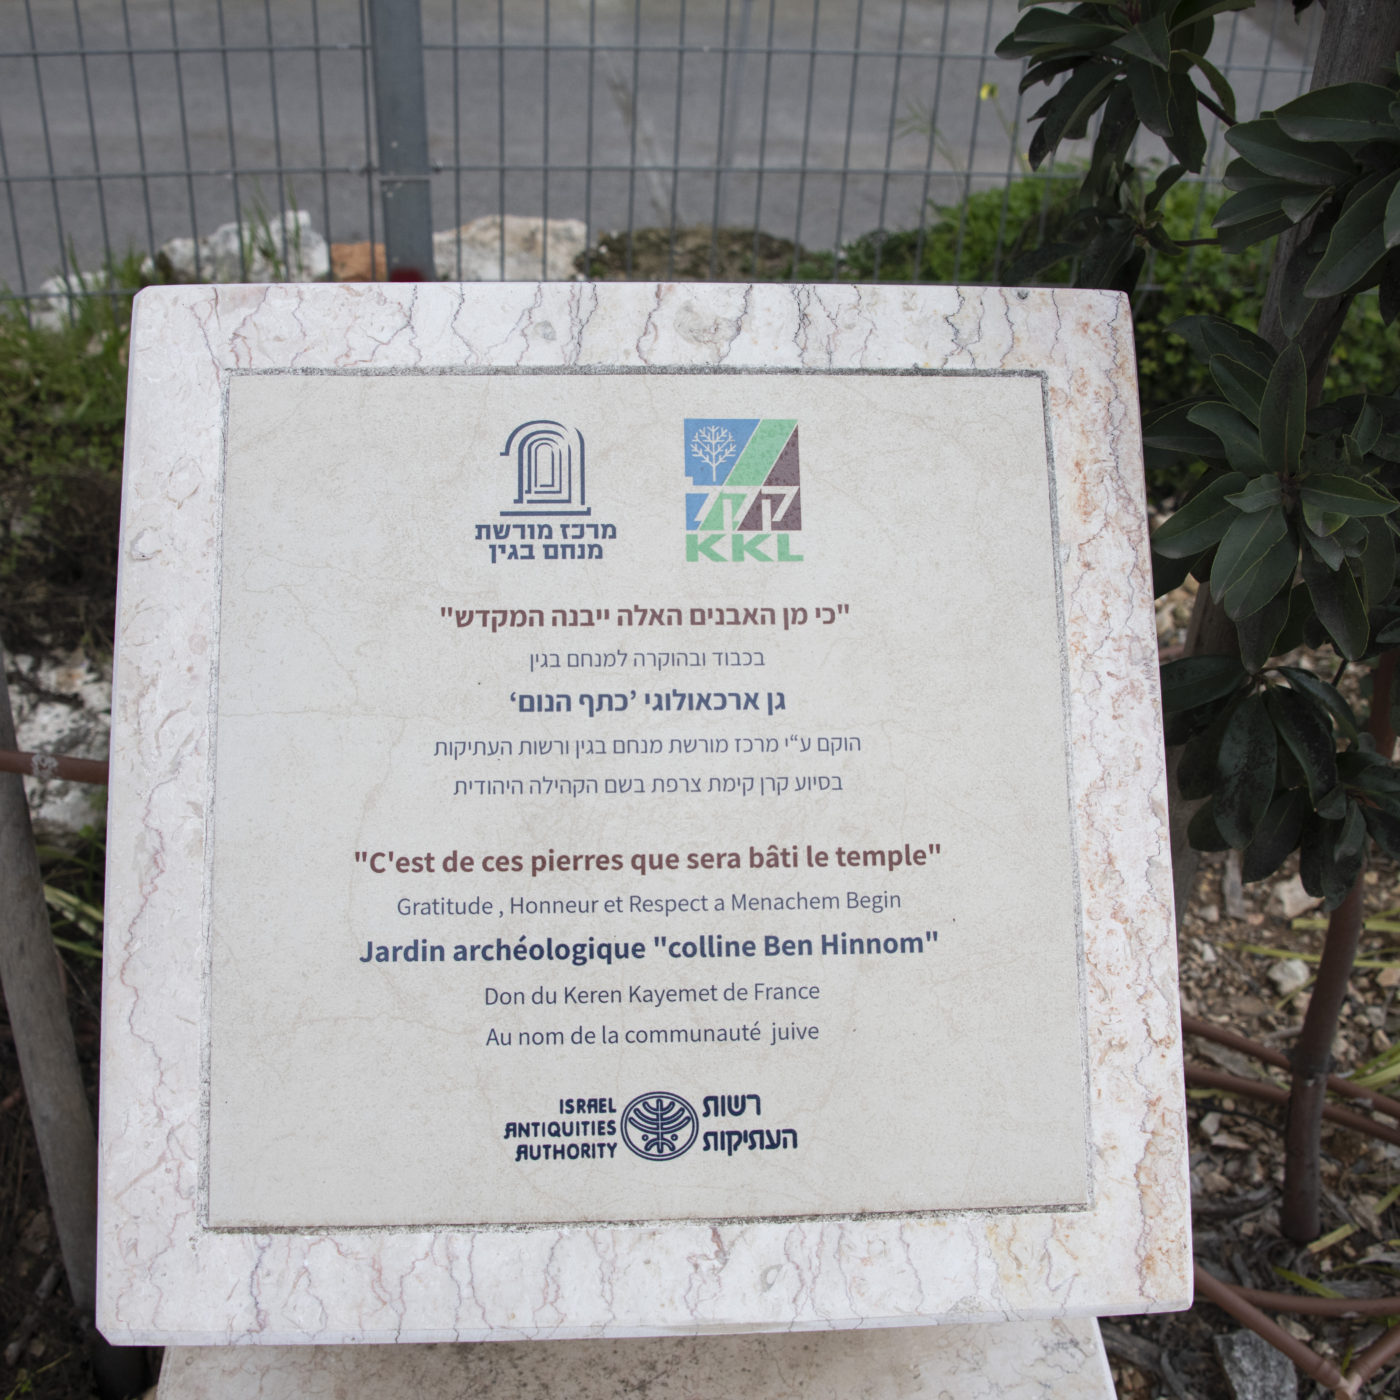 מרכז מורשת
מנחם בגין
קקל
KKL
"כי מן האבנים האלה ייבנה המקדש"
בכבוד ובהוקרה למנחם בגין
גן ארכאולוגי ’כתף הנום‘
הוקם ע“י מרכז מורשת מנחם בגין ורשות העתיקות
בסיוע קרן קימת צרפת בשם הקהילה היהודית
"C'est de ces pierres que sera bâti le temple"
Gratitude , Honneur et Respect a Menachem Begin
Jardin archéologique "colline Ben Hinnom"
Don du Keren Kayemet de France
Au nom de la communauté juive
ISRAEL
ANTIQUITIES
AUTHORITY
רשות
העתיקות